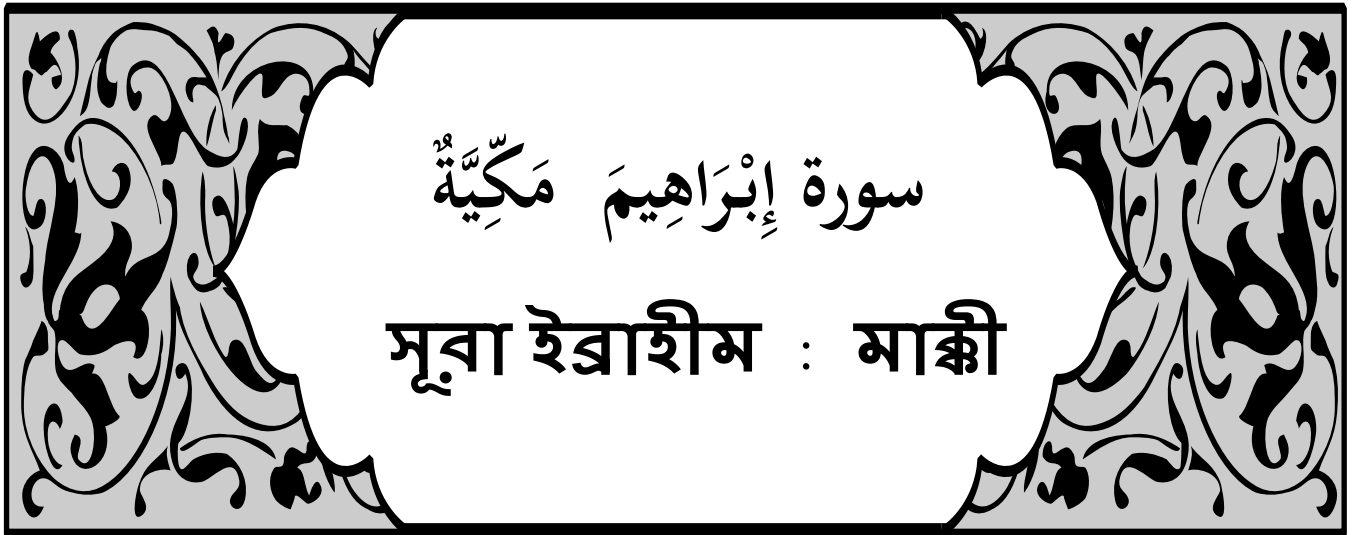 سورة إِبْرَاهِيمَ مَكِّيَّةٌ
সূরা ইব্রাহীম : মাক্কী